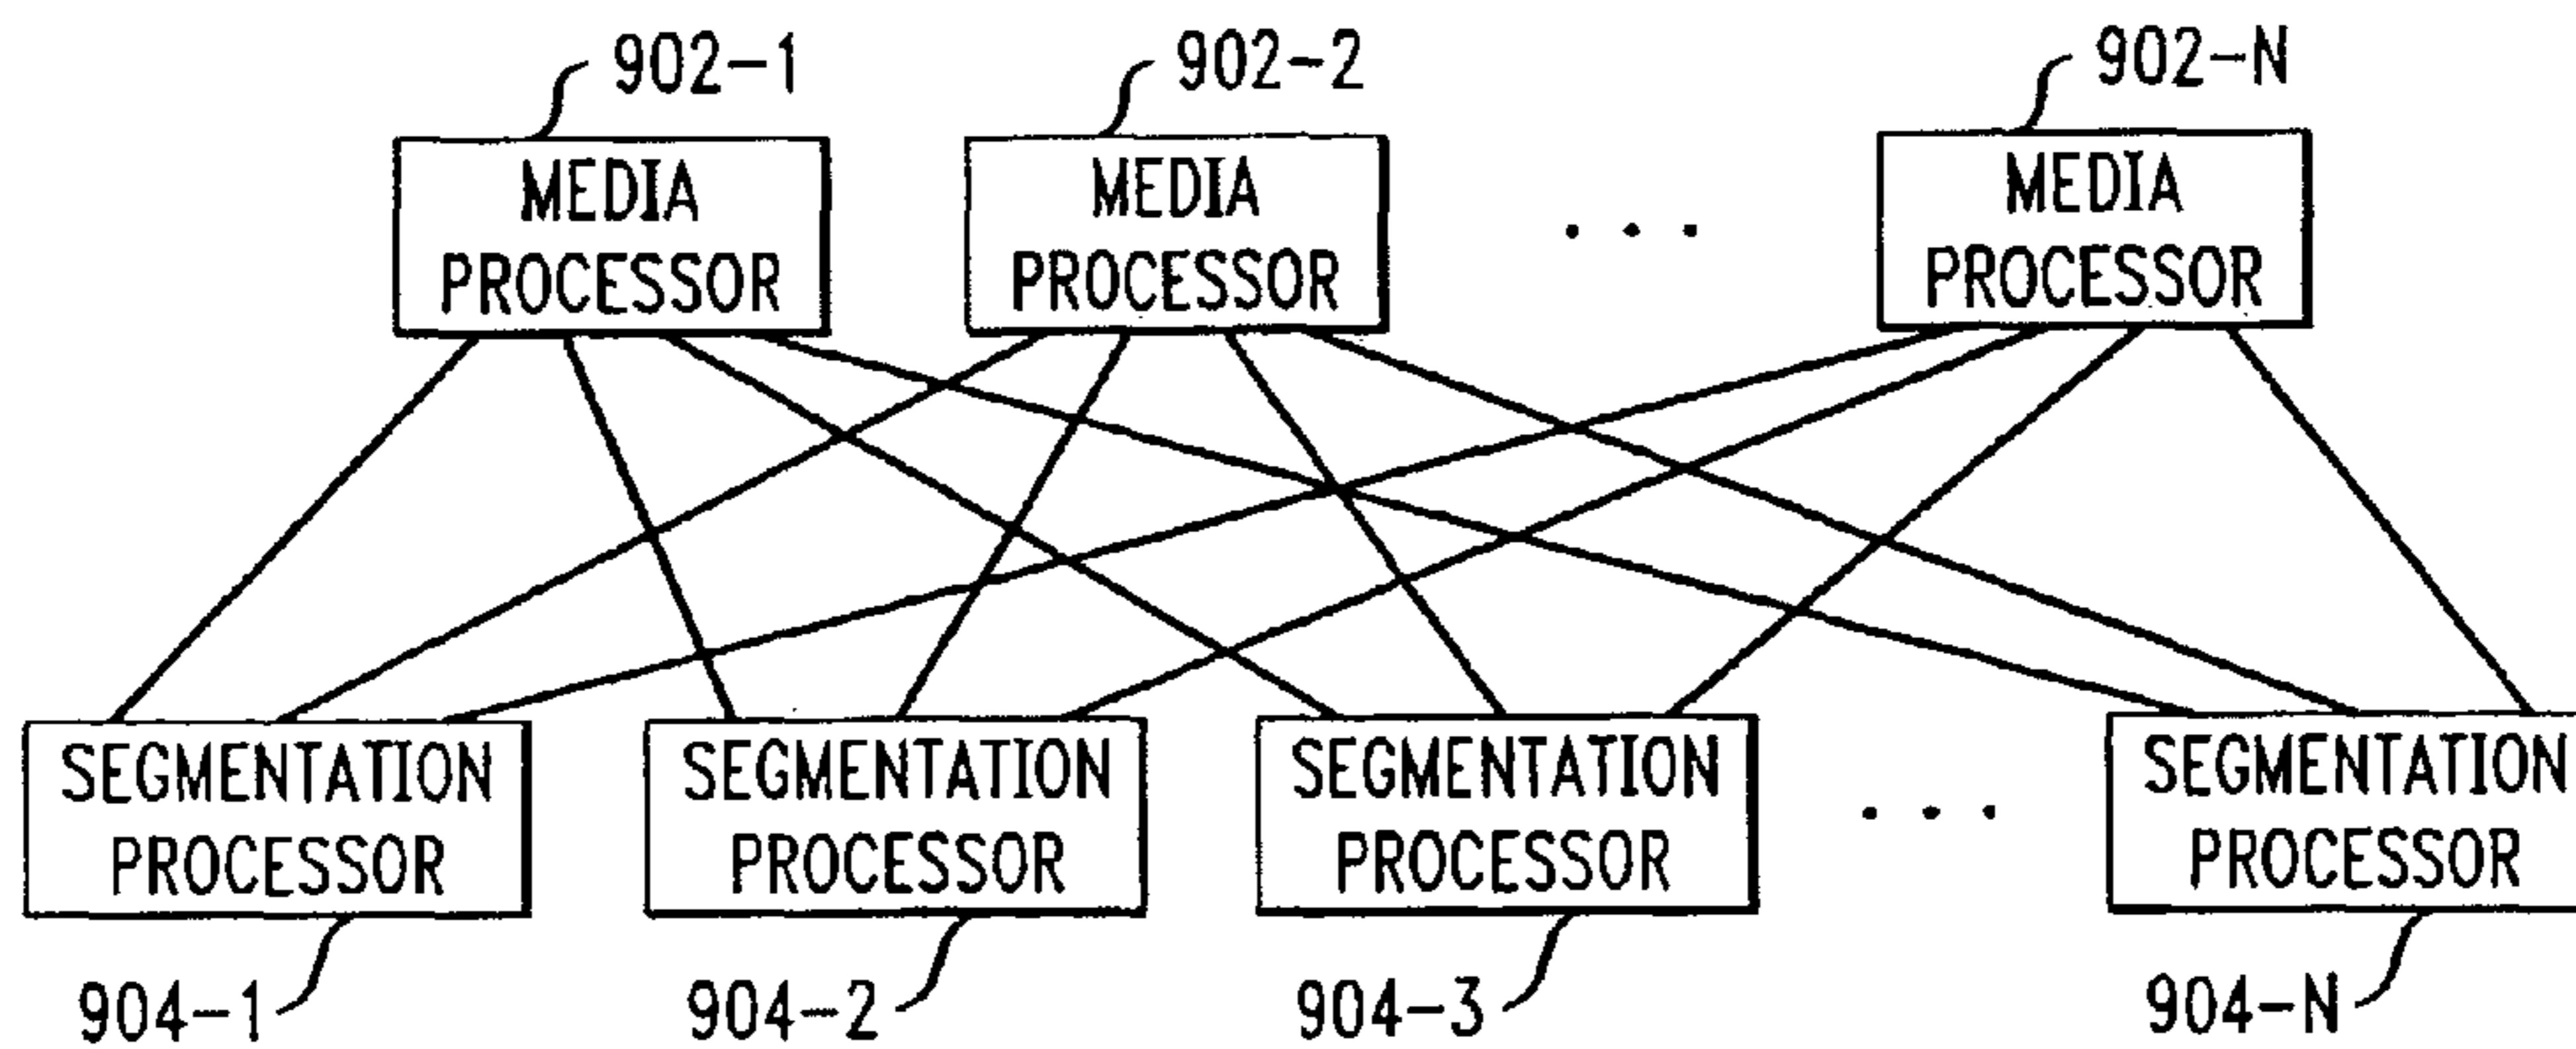 902-1
902-2
902-N
MEDIA
PROCESSOR
MEDIA
PROCESSOR
. . .
MEDIA
PROCESSOR
SEGMENTATION
PROCESSOR
SEGMENTATION
PROCESSOR
SEGMENTATION
PROCESSOR
. . .
SEGMENTATION
PROCESSOR
904-1
904-2
904-3
904-N